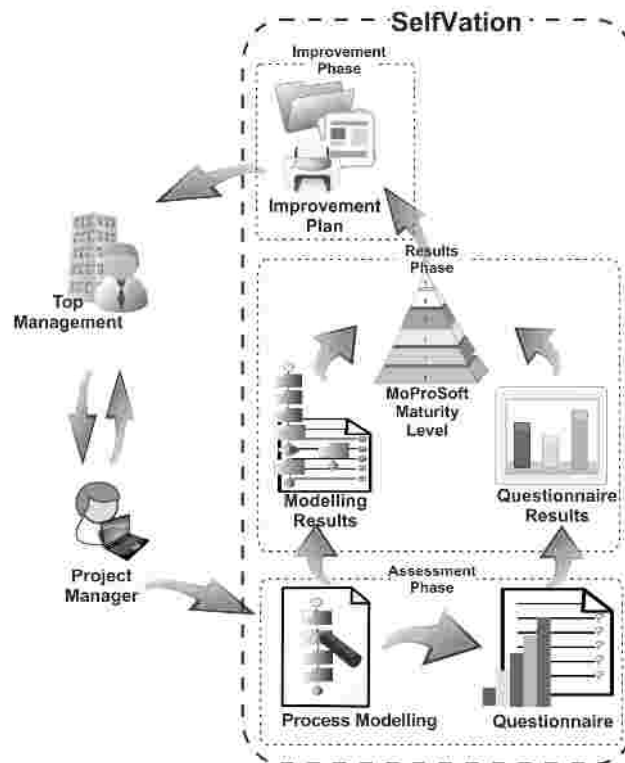 SelfVation
Improvement
Phase
Improvement
Plan
Top
Management
Results
Phase
MoProSoft
Maturity
Level
Modelling
Results
Questionnaire
Results
Project
Manager
Assessment
Phase
Process Modelling
Questionnaire